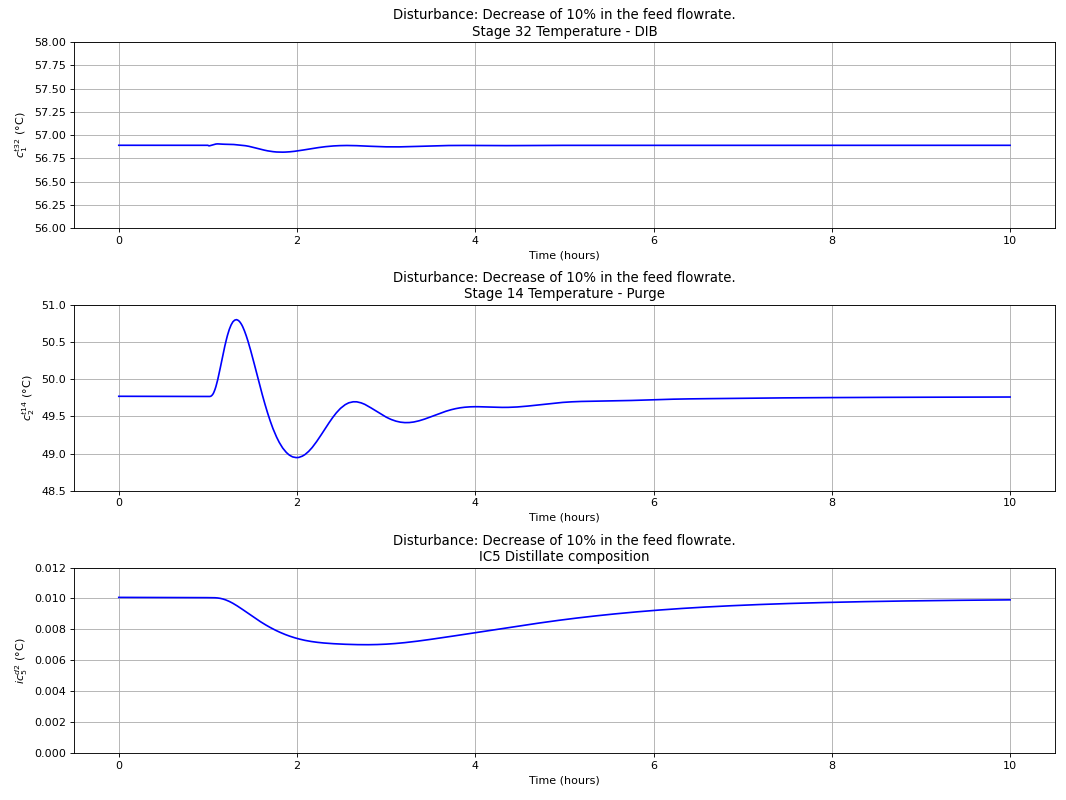 Disturbance: Decrease of 10% in the feed flowrate.
Stage 32 Temperature - DIB
58.00
57.75
57.50
57.25
57.00
56.75
56.50
56.25
56.00
c₁ᵗ³² (°C)
0 2 4 6 8 10
Time (hours)
Disturbance: Decrease of 10% in the feed flowrate.
Stage 14 Temperature - Purge
51.0
50.5
50.0
49.5
49.0
48.5
c₂ᵗ¹⁴ (°C)
0 2 4 6 8 10
Time (hours)
Disturbance: Decrease of 10% in the feed flowrate.
IC5 Distillate composition
0.012
0.010
0.008
0.006
0.004
0.002
0.000
ic₅ᵈ² (°C)
0 2 4 6 8 10
Time (hours)